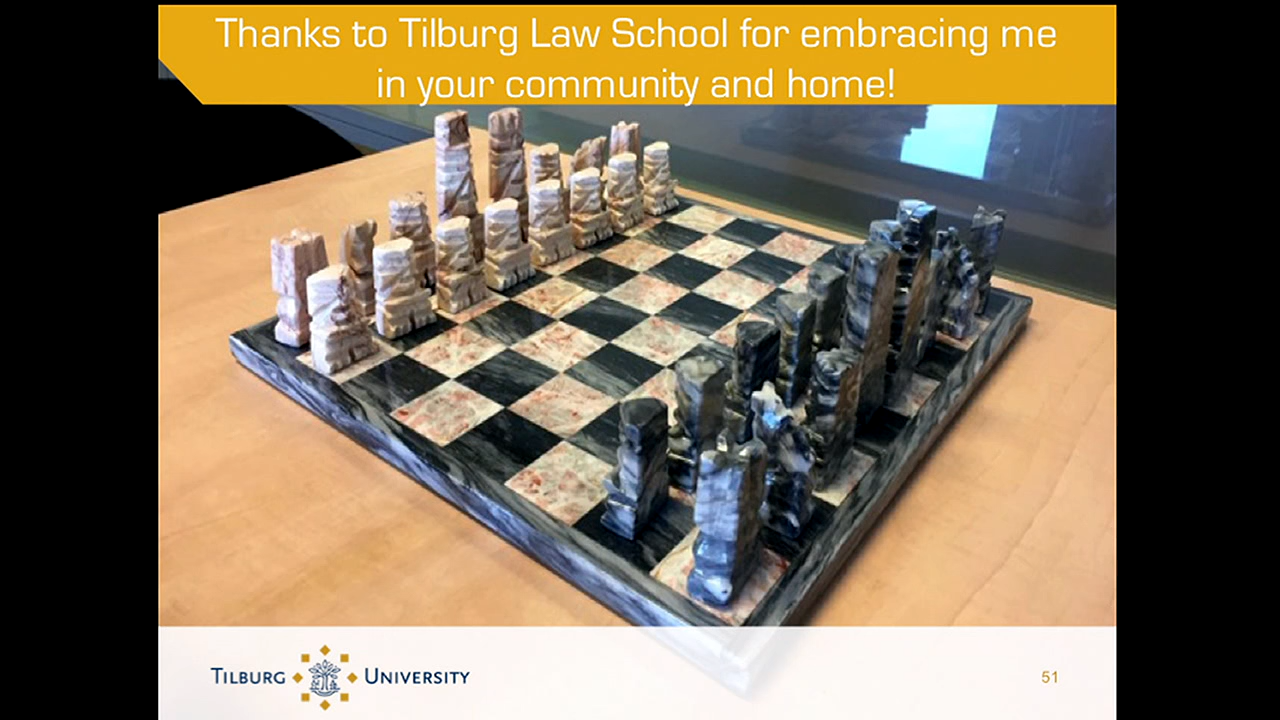 Thanks to Tilburg Law School for embracing me
in your community and home!
TILBURG UNIVERSITY
51